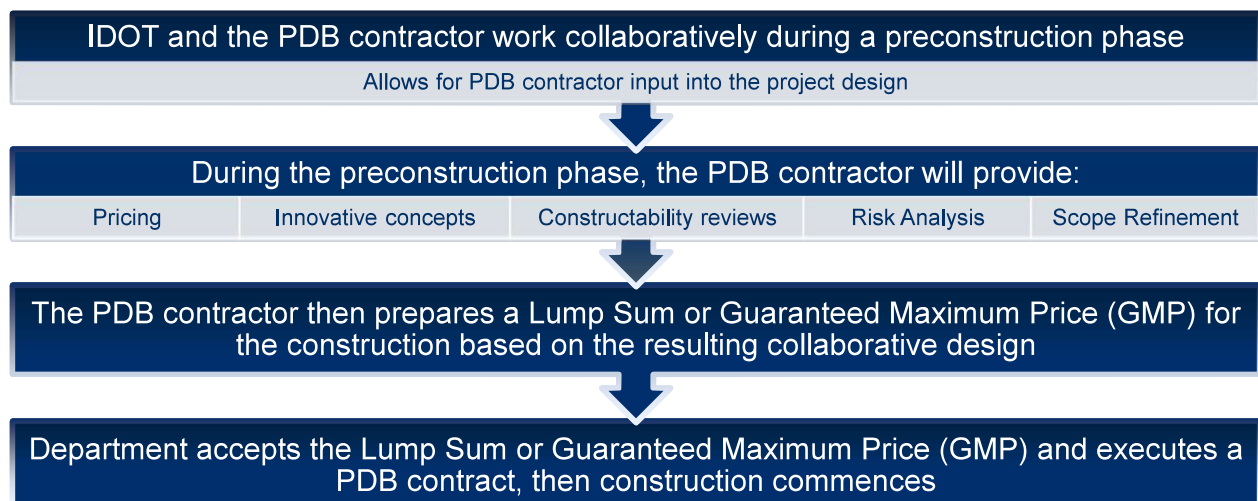 IDOT and the PDB contractor work collaboratively during a preconstruction phase
Allows for PDB contractor input into the project design
During the preconstruction phase, the PDB contractor will provide:
Pricing
Innovative concepts
Constructability reviews
Risk Analysis
Scope Refinement
The PDB contractor then prepares a Lump Sum or Guaranteed Maximum Price (GMP) for
the construction based on the resulting collaborative design
Department accepts the Lump Sum or Guaranteed Maximum Price (GMP) and executes a
PDB contract, then construction commences